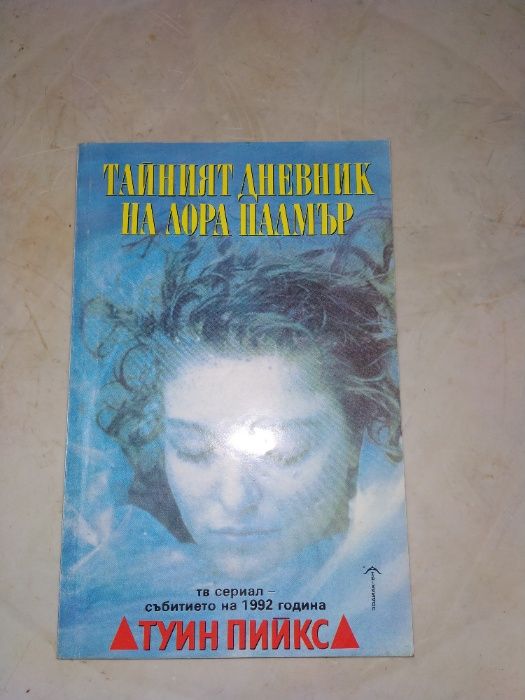 ТАЙНИЯТ ДНЕВНИК
НА ЛОРА ПАЛМЪР
тв сериал –
събитието на 1992 година
ТУИН ПИЙКС